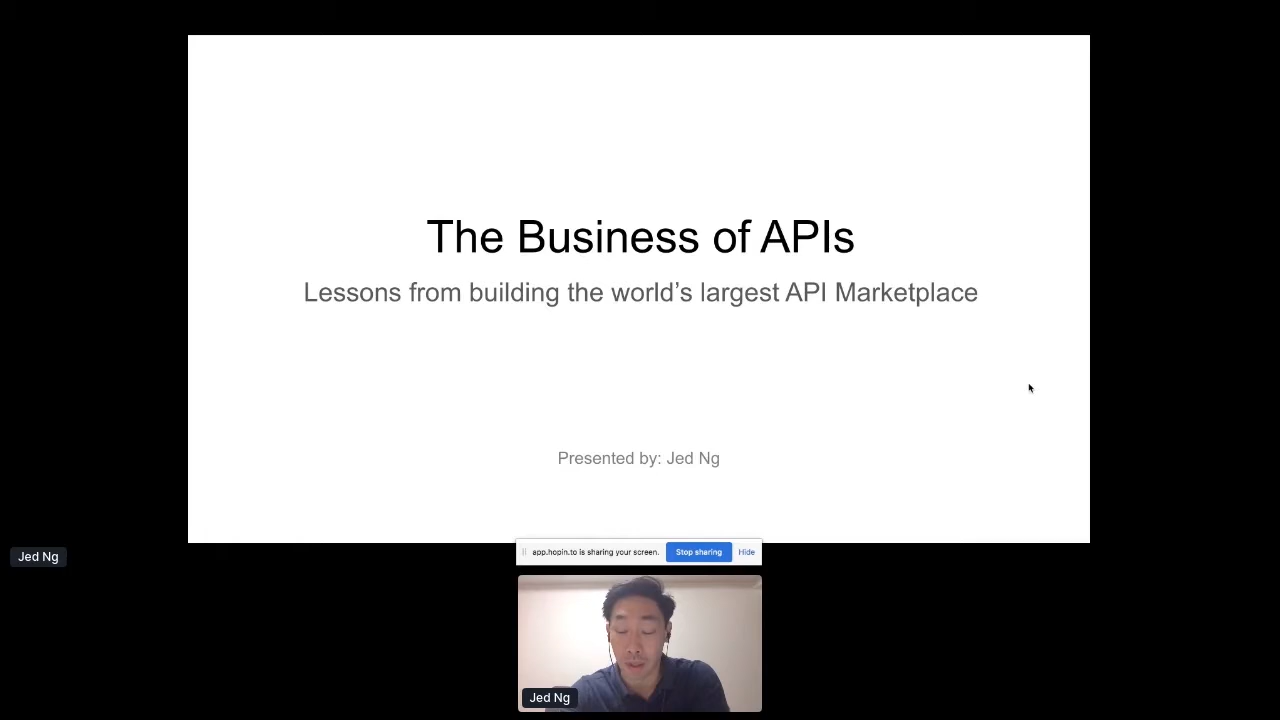 The Business of APIs
Lessons from building the world’s largest API Marketplace
Presented by: Jed Ng
Jed Ng
app.hopin.to is sharing your screen. Stop sharing Hide
Jed Ng